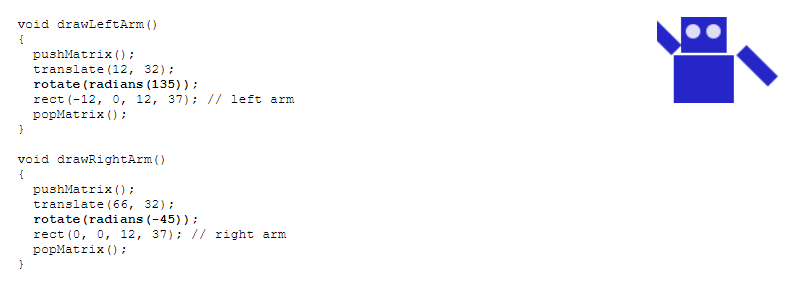 void drawLeftArm()
{
  pushMatrix();
  translate(12, 32);
  rotate(radians(135));
  rect(-12, 0, 12, 37); // left arm
  popMatrix();
}

void drawRightArm()
{
  pushMatrix();
  translate(66, 32);
  rotate(radians(-45));
  rect(0, 0, 12, 37); // right arm
  popMatrix();
}